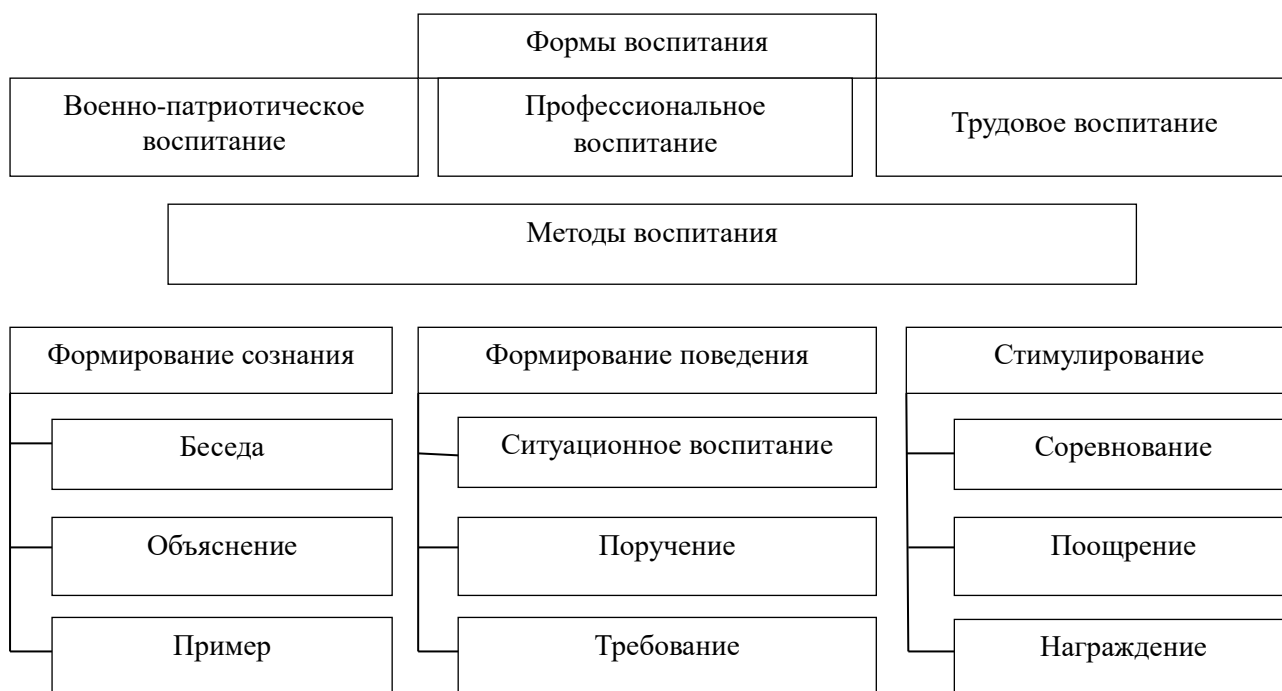 Формы воспитания
Военно-патриотическое
воспитание
Профессиональное
воспитание
Трудовое воспитание
Методы воспитания
Формирование сознания
Формирование поведения
Стимулирование
Беседа
Ситуационное воспитание
Соревнование
Объяснение
Поручение
Поощрение
Пример
Требование
Награждение